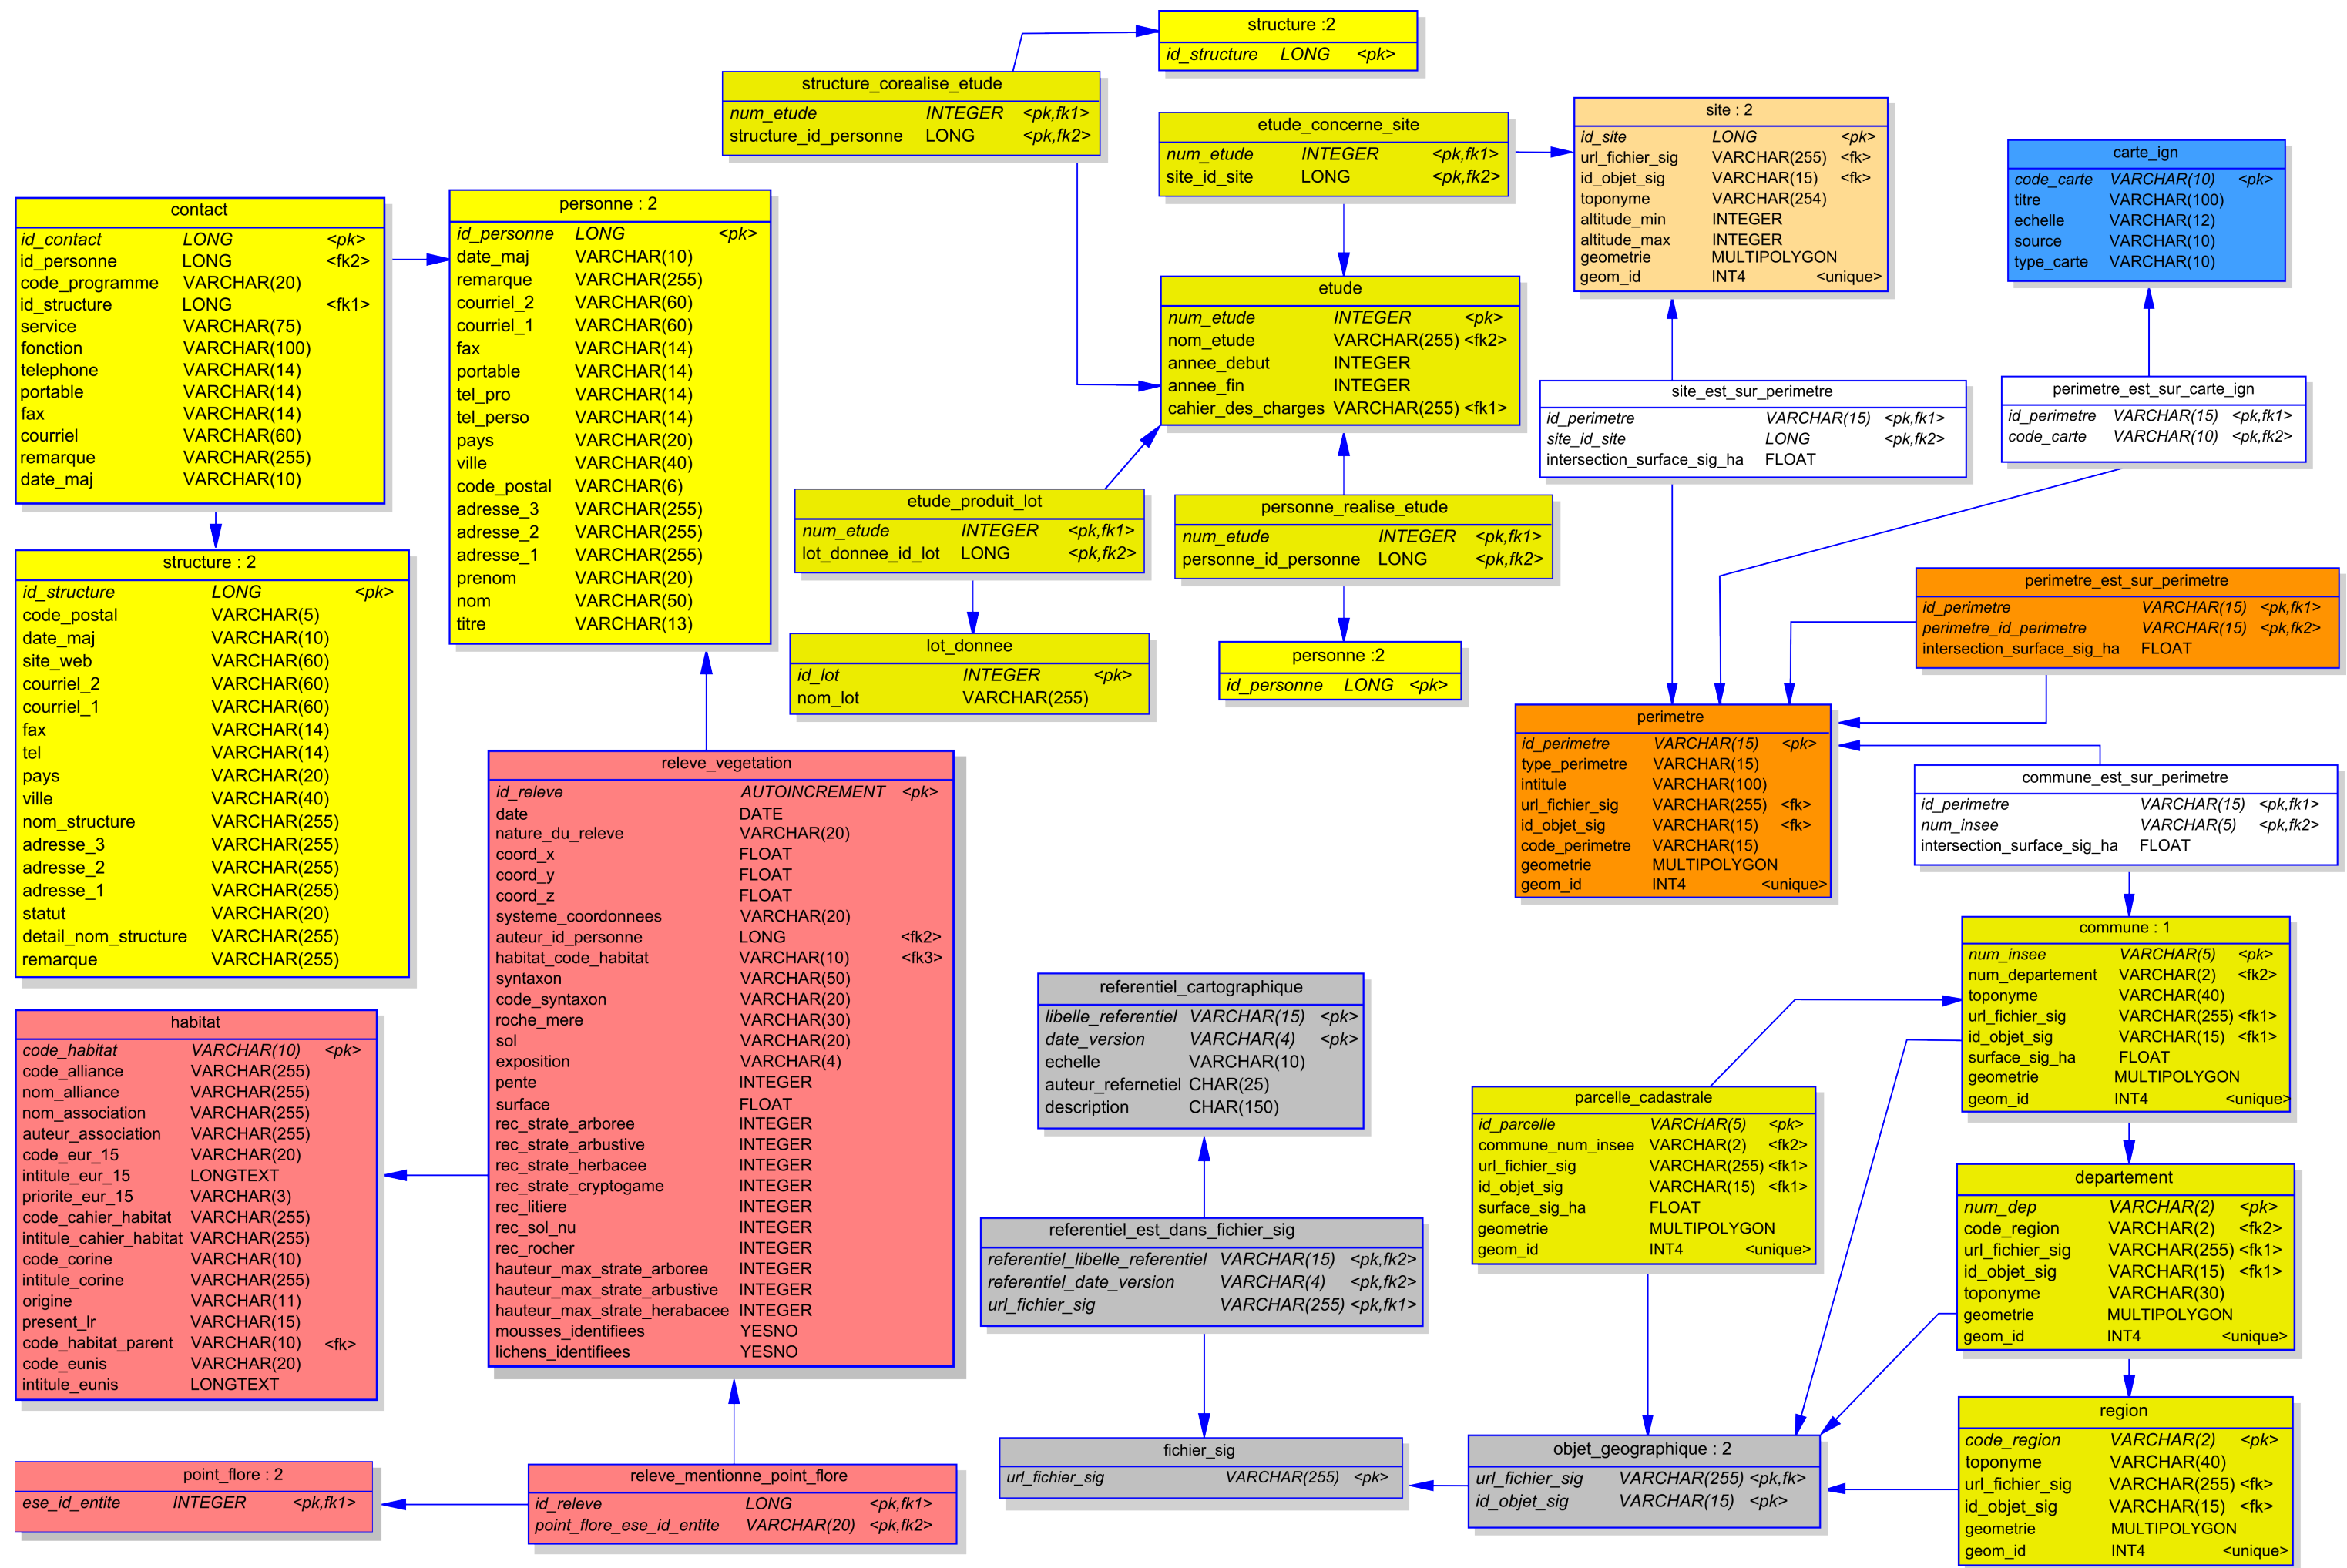 structure :2
id_structure LONG <pk>
structure_corealise_etude
num_etude INTEGER <pk,fk1>
structure_id_personne LONG <pk,fk2>
etude_concerne_site
num_etude INTEGER <pk,fk1>
site_id_site LONG <pk,fk2>
site : 2
id_site LONG <pk>
url_fichier_sig VARCHAR(255) <fk>
id_objet_sig VARCHAR(15) <fk>
toponyme VARCHAR(254)
altitude_min INTEGER
altitude_max INTEGER
geometrie MULTIPOLYGON
geom_id INT4 <unique>
carte_ign
code_carte VARCHAR(10) <pk>
titre VARCHAR(100)
echelle VARCHAR(12)
source VARCHAR(10)
type_carte VARCHAR(10)
contact
id_contact LONG <pk>
id_personne LONG <fk2>
code_programme VARCHAR(20)
id_structure LONG <fk1>
service VARCHAR(75)
fonction VARCHAR(100)
telephone VARCHAR(14)
portable VARCHAR(14)
fax VARCHAR(14)
courriel VARCHAR(60)
remarque VARCHAR(255)
date_maj VARCHAR(10)
personne : 2
id_personne LONG <pk>
date_maj VARCHAR(10)
remarque VARCHAR(255)
courriel_2 VARCHAR(60)
courriel_1 VARCHAR(60)
fax VARCHAR(14)
portable VARCHAR(14)
tel_pro VARCHAR(14)
tel_perso VARCHAR(14)
pays VARCHAR(20)
ville VARCHAR(40)
code_postal VARCHAR(6)
adresse_3 VARCHAR(255)
adresse_2 VARCHAR(255)
adresse_1 VARCHAR(255)
prenom VARCHAR(20)
nom VARCHAR(50)
titre VARCHAR(13)
etude
num_etude INTEGER <pk>
nom_etude VARCHAR(255) <fk2>
annee_debut INTEGER
annee_fin INTEGER
cahier_des_charges VARCHAR(255) <fk1>
site_est_sur_perimetre
id_perimetre VARCHAR(15) <pk,fk1>
site_id_site LONG <pk,fk2>
intersection_surface_sig_ha FLOAT
perimetre_est_sur_carte_ign
id_perimetre VARCHAR(15) <pk,fk1>
code_carte VARCHAR(10) <pk,fk2>
etude_produit_lot
num_etude INTEGER <pk,fk1>
lot_donnee_id_lot LONG <pk,fk2>
personne_realise_etude
num_etude INTEGER <pk,fk1>
personne_id_personne LONG <pk,fk2>
structure : 2
id_structure LONG <pk>
code_postal VARCHAR(5)
date_maj VARCHAR(10)
site_web VARCHAR(60)
courriel_2 VARCHAR(60)
courriel_1 VARCHAR(60)
fax VARCHAR(14)
tel VARCHAR(14)
pays VARCHAR(20)
ville VARCHAR(40)
nom_structure VARCHAR(255)
adresse_3 VARCHAR(255)
adresse_2 VARCHAR(255)
adresse_1 VARCHAR(255)
statut VARCHAR(20)
detail_nom_structure VARCHAR(255)
remarque VARCHAR(255)
lot_donnee
id_lot INTEGER <pk>
nom_lot VARCHAR(255)
personne :2
id_personne LONG <pk>
perimetre_est_sur_perimetre
id_perimetre VARCHAR(15) <pk,fk1>
perimetre_id_perimetre VARCHAR(15) <pk,fk2>
intersection_surface_sig_ha FLOAT
perimetre
id_perimetre VARCHAR(15) <pk>
type_perimetre VARCHAR(15)
intitule VARCHAR(100)
url_fichier_sig VARCHAR(255) <fk>
id_objet_sig VARCHAR(15) <fk>
code_perimetre VARCHAR(15)
geometrie MULTIPOLYGON
geom_id INT4 <unique>
commune_est_sur_perimetre
id_perimetre VARCHAR(15) <pk,fk1>
num_insee VARCHAR(5) <pk,fk2>
intersection_surface_sig_ha FLOAT
releve_vegetation
id_releve AUTOINCREMENT <pk>
date DATE
nature_du_releve VARCHAR(20)
coord_x FLOAT
coord_y FLOAT
coord_z FLOAT
systeme_coordonnees VARCHAR(20)
auteur_id_personne LONG <fk2>
habitat_code_habitat VARCHAR(10) <fk3>
syntaxon VARCHAR(50)
code_syntaxon VARCHAR(20)
roche_mere VARCHAR(30)
sol VARCHAR(20)
exposition VARCHAR(4)
pente INTEGER
surface FLOAT
rec_strate_arboree INTEGER
rec_strate_arbustive INTEGER
rec_strate_herbacee INTEGER
rec_strate_cryptogame INTEGER
rec_litiere INTEGER
rec_sol_nu INTEGER
rec_rocher INTEGER
hauteur_max_strate_arboree INTEGER
hauteur_max_strate_arbustive INTEGER
hauteur_max_strate_herabacee INTEGER
mousses_identifiees YESNO
lichens_identifiees YESNO
commune : 1
num_insee VARCHAR(5) <pk>
num_departement VARCHAR(2) <fk2>
toponyme VARCHAR(40)
url_fichier_sig VARCHAR(255) <fk1>
id_objet_sig VARCHAR(15) <fk1>
surface_sig_ha FLOAT
geometrie MULTIPOLYGON
geom_id INT4 <unique>
referentiel_cartographique
libelle_referentiel VARCHAR(15) <pk>
date_version VARCHAR(4) <pk>
echelle VARCHAR(10)
auteur_refernetiel CHAR(25)
description CHAR(150)
habitat
code_habitat VARCHAR(10) <pk>
code_alliance VARCHAR(255)
nom_alliance VARCHAR(255)
nom_association VARCHAR(255)
auteur_association VARCHAR(255)
code_eur_15 VARCHAR(20)
intitule_eur_15 LONGTEXT
priorite_eur_15 VARCHAR(3)
code_cahier_habitat VARCHAR(255)
intitule_cahier_habitat VARCHAR(255)
code_corine VARCHAR(10)
intitule_corine VARCHAR(255)
origine VARCHAR(11)
present_lr VARCHAR(15)
code_habitat_parent VARCHAR(10) <fk>
code_eunis VARCHAR(20)
intitule_eunis LONGTEXT
parcelle_cadastrale
id_parcelle VARCHAR(5) <pk>
commune_num_insee VARCHAR(2) <fk2>
url_fichier_sig VARCHAR(255) <fk1>
id_objet_sig VARCHAR(15) <fk1>
surface_sig_ha FLOAT
geometrie MULTIPOLYGON
geom_id INT4 <unique>
departement
num_dep VARCHAR(2) <pk>
code_region VARCHAR(2) <fk2>
url_fichier_sig VARCHAR(255) <fk1>
id_objet_sig VARCHAR(15) <fk1>
toponyme VARCHAR(30)
geometrie MULTIPOLYGON
geom_id INT4 <unique>
referentiel_est_dans_fichier_sig
referentiel_libelle_referentiel VARCHAR(15) <pk,fk2>
referentiel_date_version VARCHAR(4) <pk,fk2>
url_fichier_sig VARCHAR(255) <pk,fk1>
region
code_region VARCHAR(2) <pk>
toponyme VARCHAR(40)
url_fichier_sig VARCHAR(255) <fk>
id_objet_sig VARCHAR(15) <fk>
geometrie MULTIPOLYGON
geom_id INT4 <unique>
fichier_sig
url_fichier_sig VARCHAR(255) <pk>
objet_geographique : 2
url_fichier_sig VARCHAR(255) <pk,fk>
id_objet_sig VARCHAR(15) <pk>
point_flore : 2
ese_id_entite INTEGER <pk,fk1>
releve_mentionne_point_flore
id_releve LONG <pk,fk1>
point_flore_ese_id_entite VARCHAR(20) <pk,fk2>